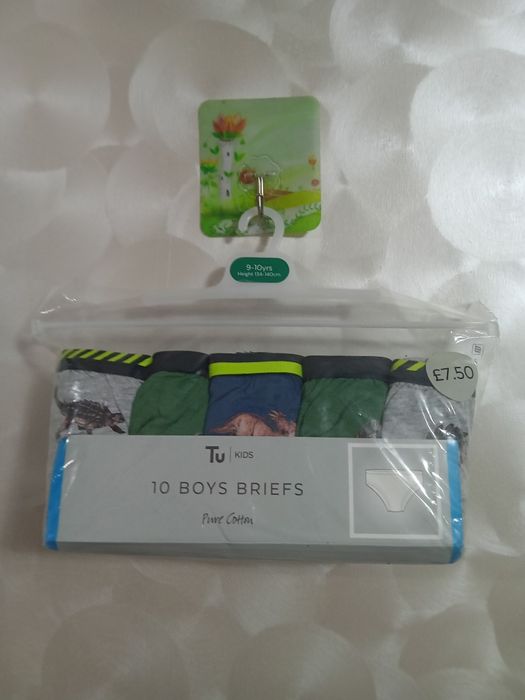 9-10yrs
Height 134-140cm
£7.50
Tu | KIDS
10 BOYS BRIEFS
Pure Cotton